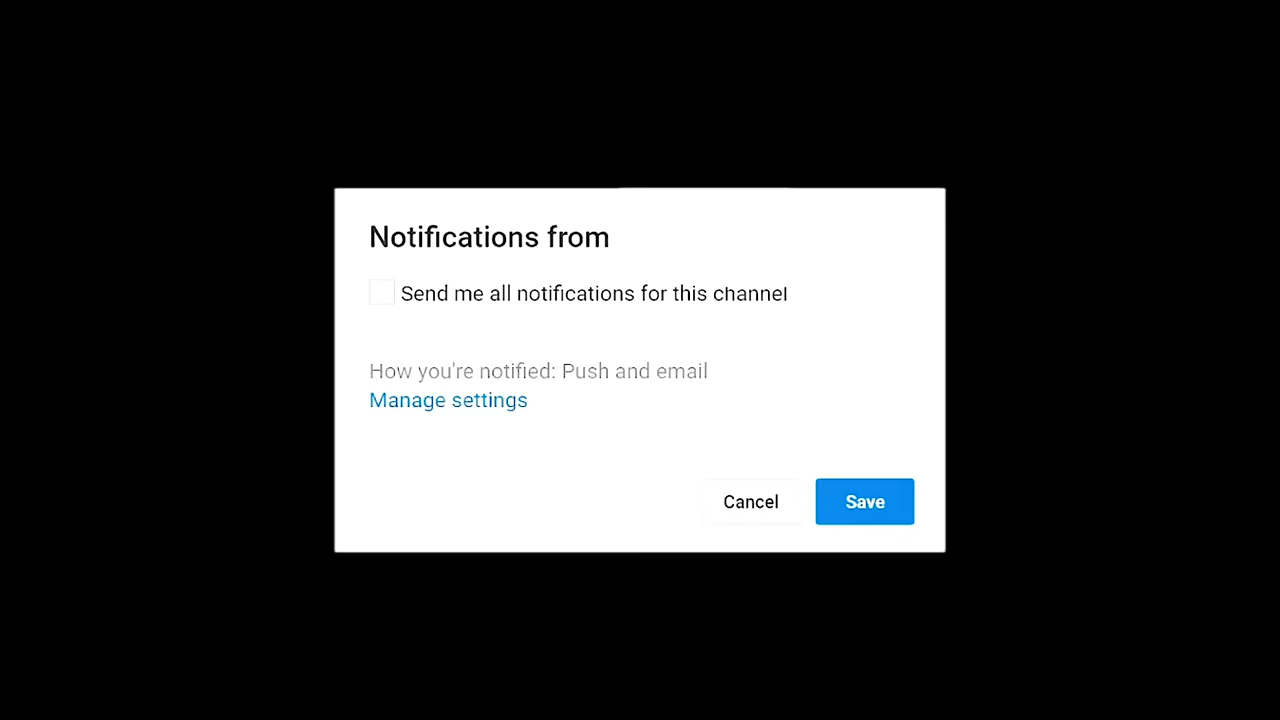 Notifications from
Send me all notifications for this channel
How you're notified: Push and email
Manage settings
Cancel
Save